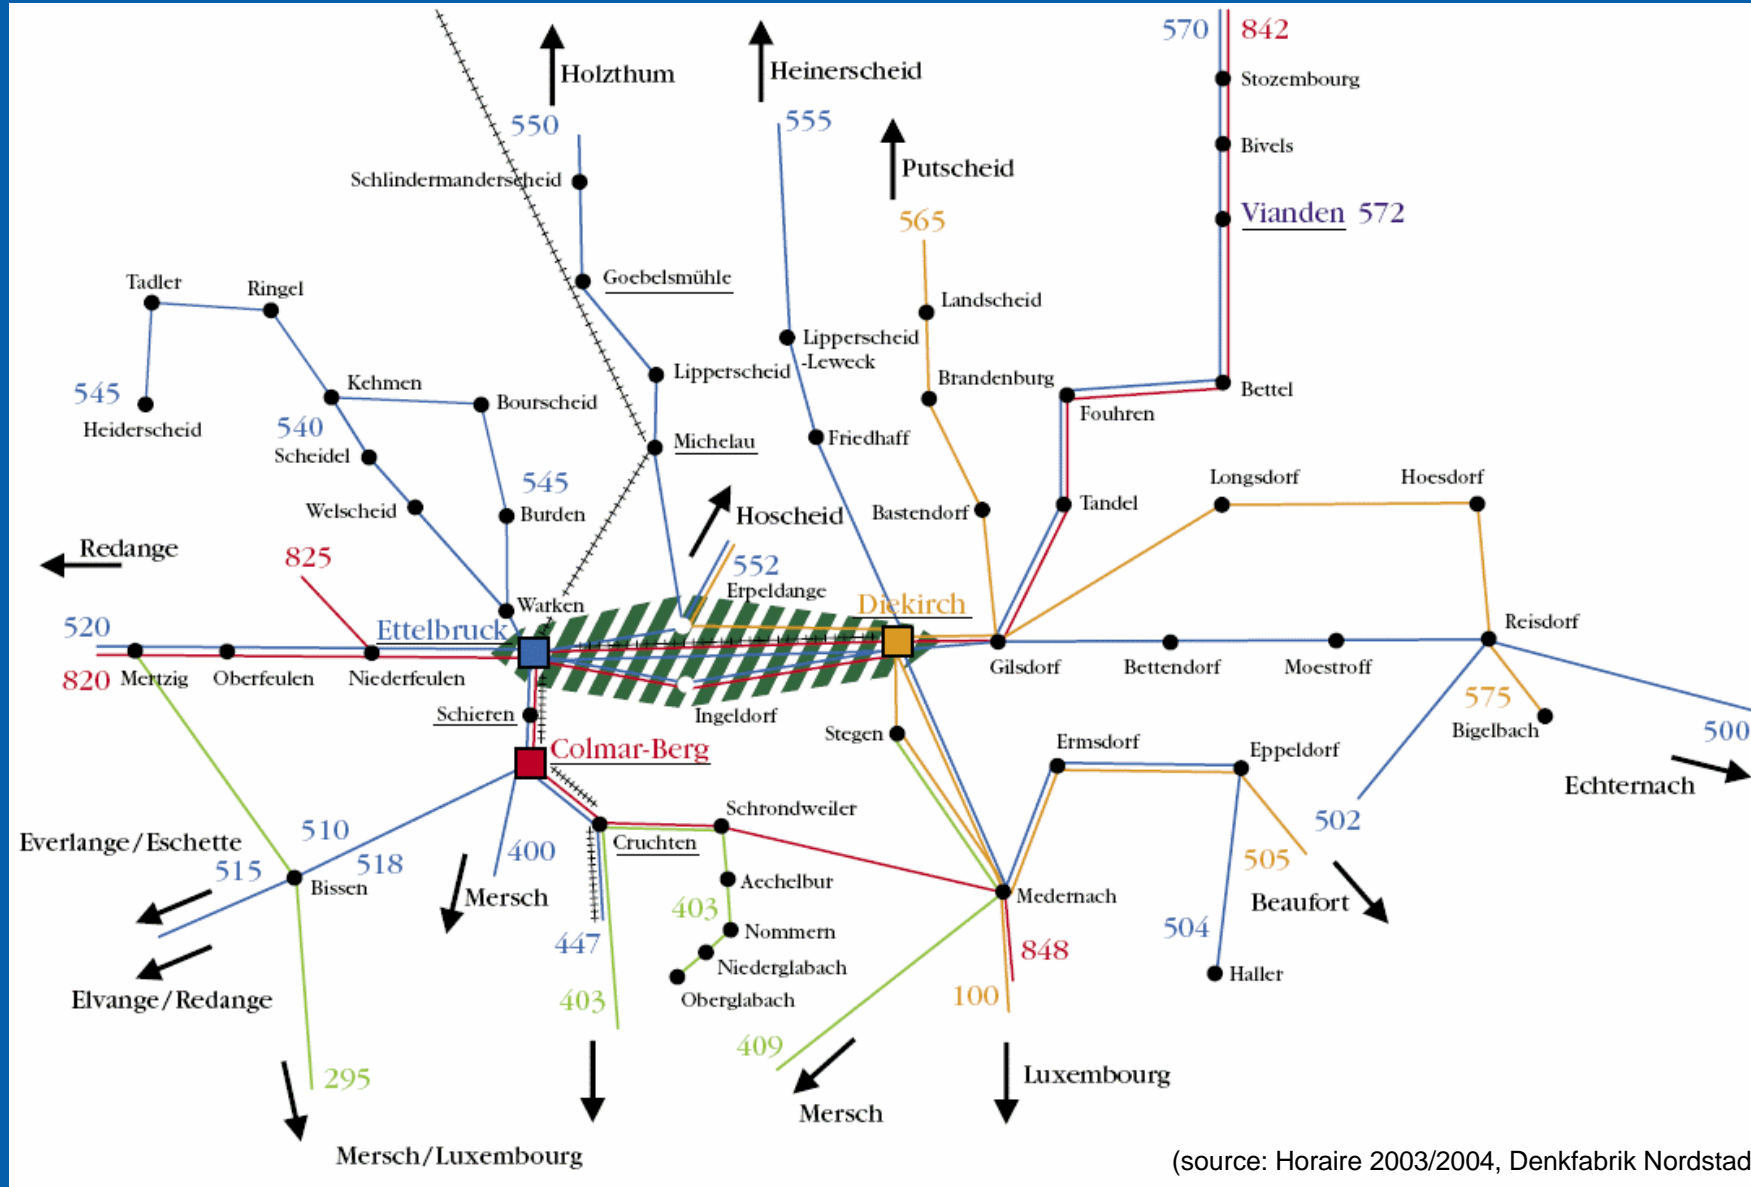 570 842
Stozembourg
Holzthum
Heinerscheid
550
555
Bivels
Putscheid
Schlindermanderscheid
565
Vianden 572
Goebelsmühle
Tadler
Ringel
Landscheid
Lipperscheid
-Leweck
Lipperscheid
Brandenburg
Bettel
545
Kehmen
Bourscheid
Fouhren
Heiderscheid
540
Scheidel
Michelau
Friedhaff
Longsdorf
Hoesdorf
545
Welscheid
Burden
Hoscheid
Bastendorf
Tandel
Redange
825
552
Erpeldange
Warken
Diekirch
520
Ettelbruck
Reisdorf
820
Mertzig
Oberfeulen
Niederfeulen
Gilsdorf
Bettendorf
Moestroff
Schieren
Ingeldorf
575
Bigelbach
500
Stegen
Colmar-Berg
Ermsdorf
Eppeldorf
Echternach
Schrondweiler
502
Everlange/Eschette
510
515
518
400
Cruchten
505
Bissen
Mersch
Aechelbur
Medernach
Beaufort
403
447
Nommern
504
848
Niederglabach
Haller
Elvange/Redange
403
Oberglabach
100
409
295
Luxembourg
Mersch
Mersch/Luxembourg
(source: Horaire 2003/2004, Denkfabrik Nordstad